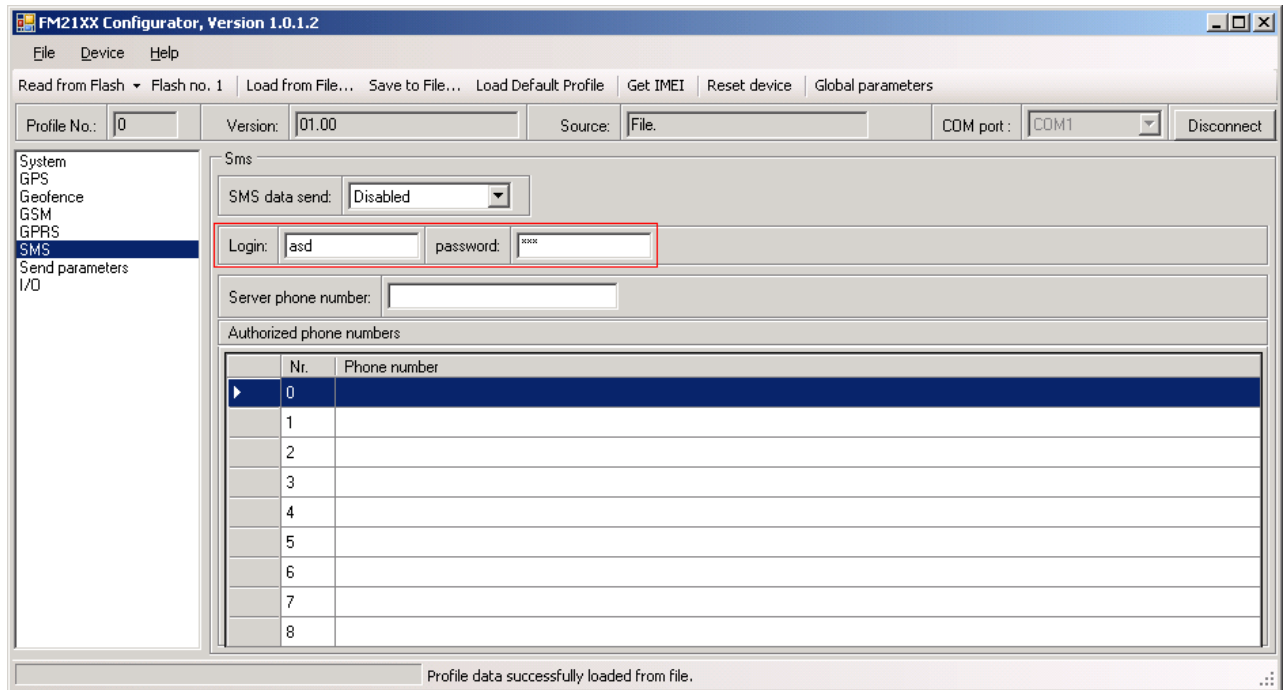 FM21XX Configurator, Version 1.0.1.2
File Device Help
Read from Flash Flash no. 1 Load from File... Save to File... Load Default Profile Get IMEI Reset device Global parameters
Profile No.: 0 Version: 01.00 Source: File. COM port : COM1 Disconnect
System
GPS
Geofence
GSM
GPRS
SMS
Send parameters
I/O
Sms
SMS data send: Disabled
Login: asd password: ***
Server phone number:
Authorized phone numbers
Nr. Phone number
0
1
2
3
4
5
6
7
8
Profile data successfully loaded from file.